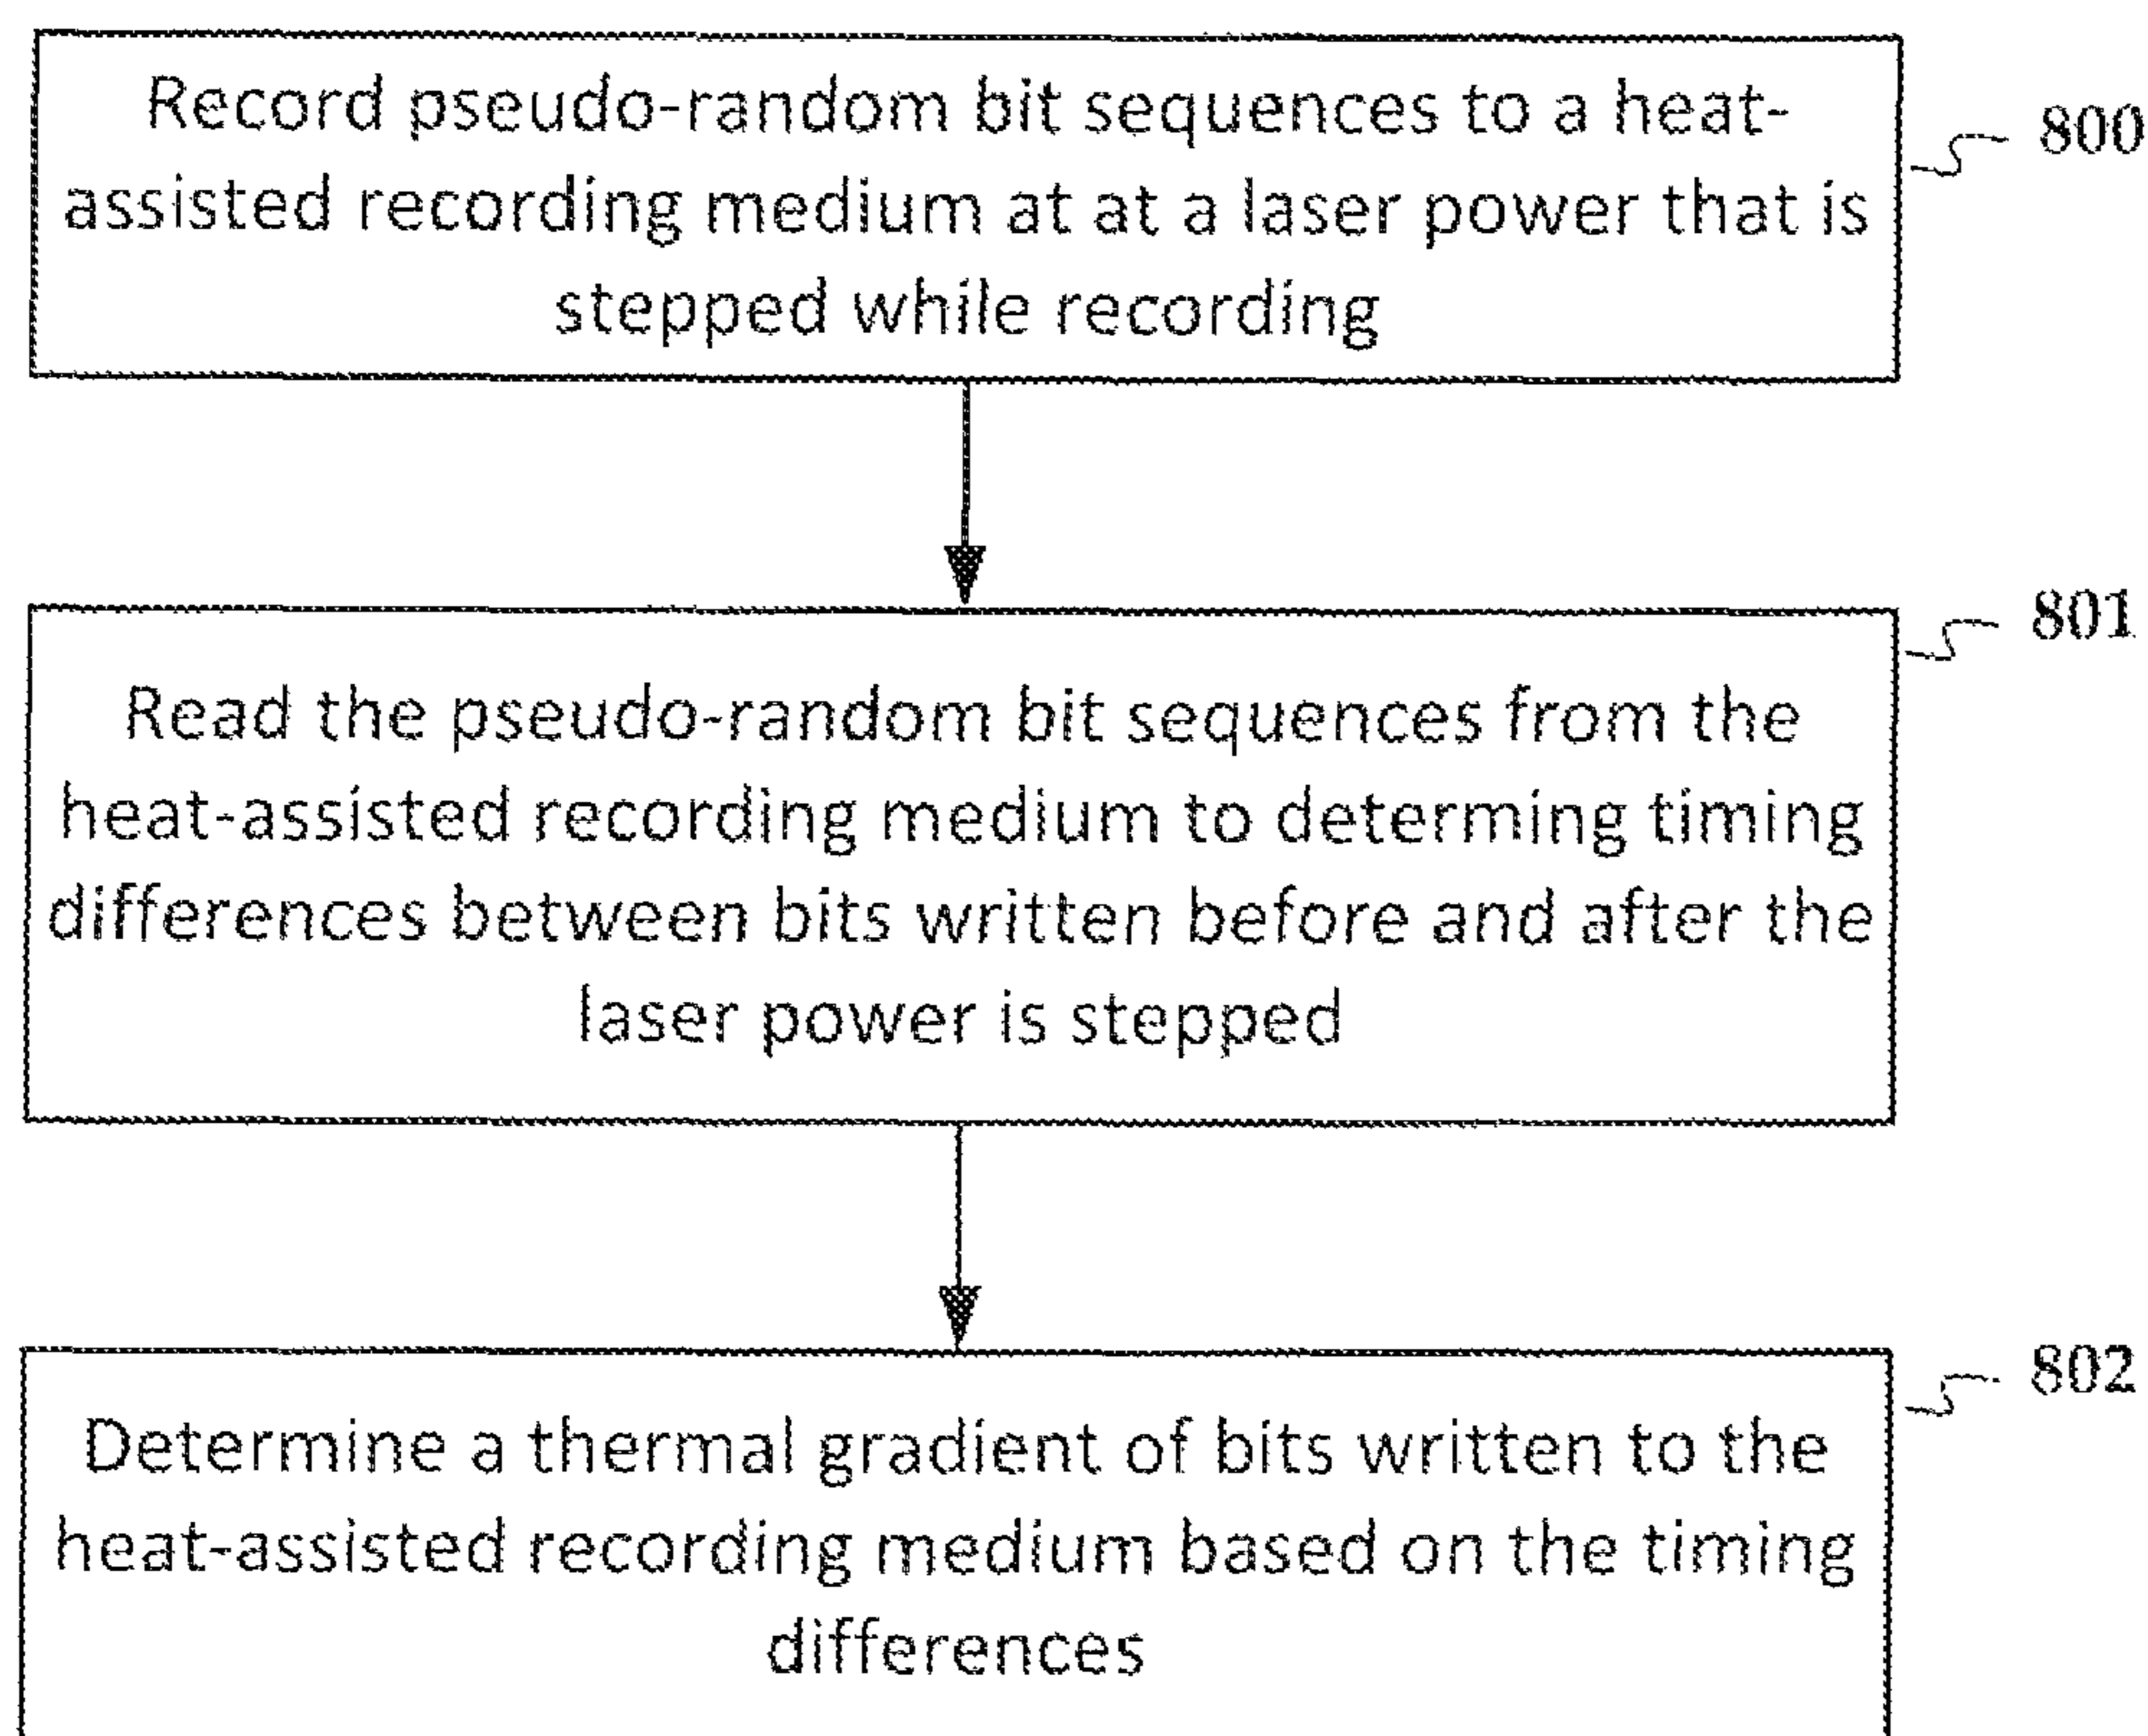 Record pseudo-random bit sequences to a heat-
assisted recording medium at at a laser power that is
stepped while recording
800
Read the pseudo-random bit sequences from the
heat-assisted recording medium to determing timing
differences between bits written before and after the
laser power is stepped
801
Determine a thermal gradient of bits written to the
heat-assisted recording medium based on the timing
differences
802